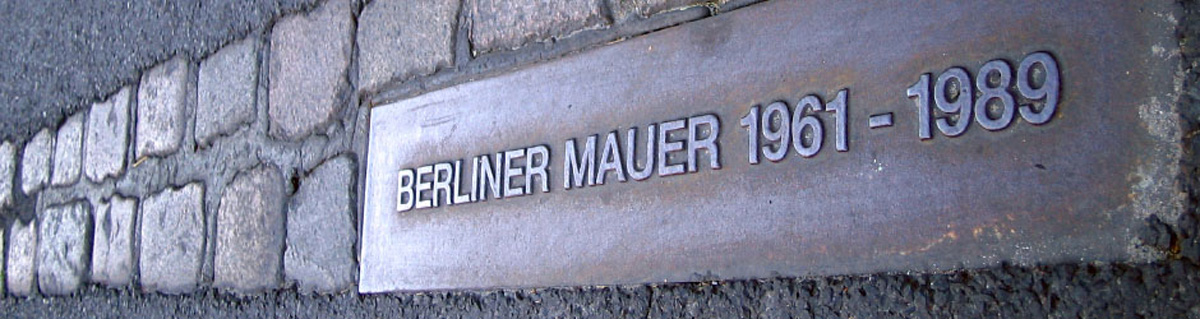 BERLINER MAUER 1961 - 1989